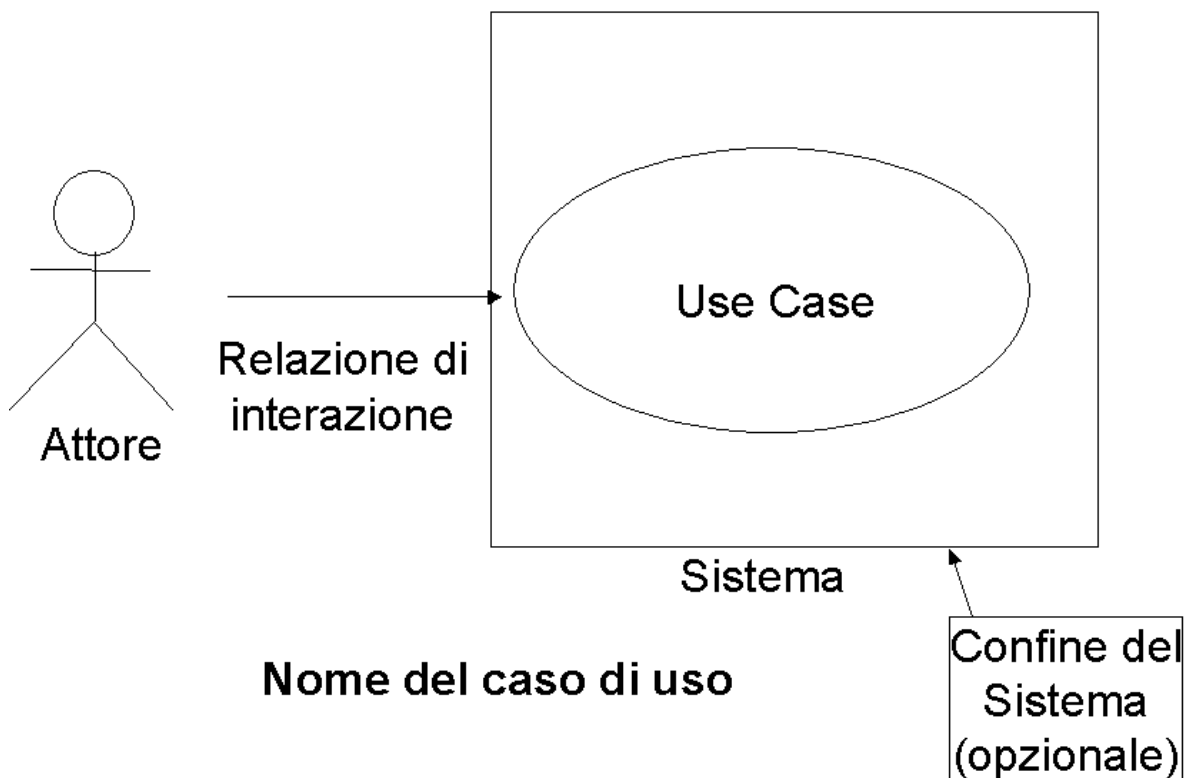 Use Case
Relazione di
interazione
Attore
Sistema
Nome del caso di uso
Confine del
Sistema
(opzionale)